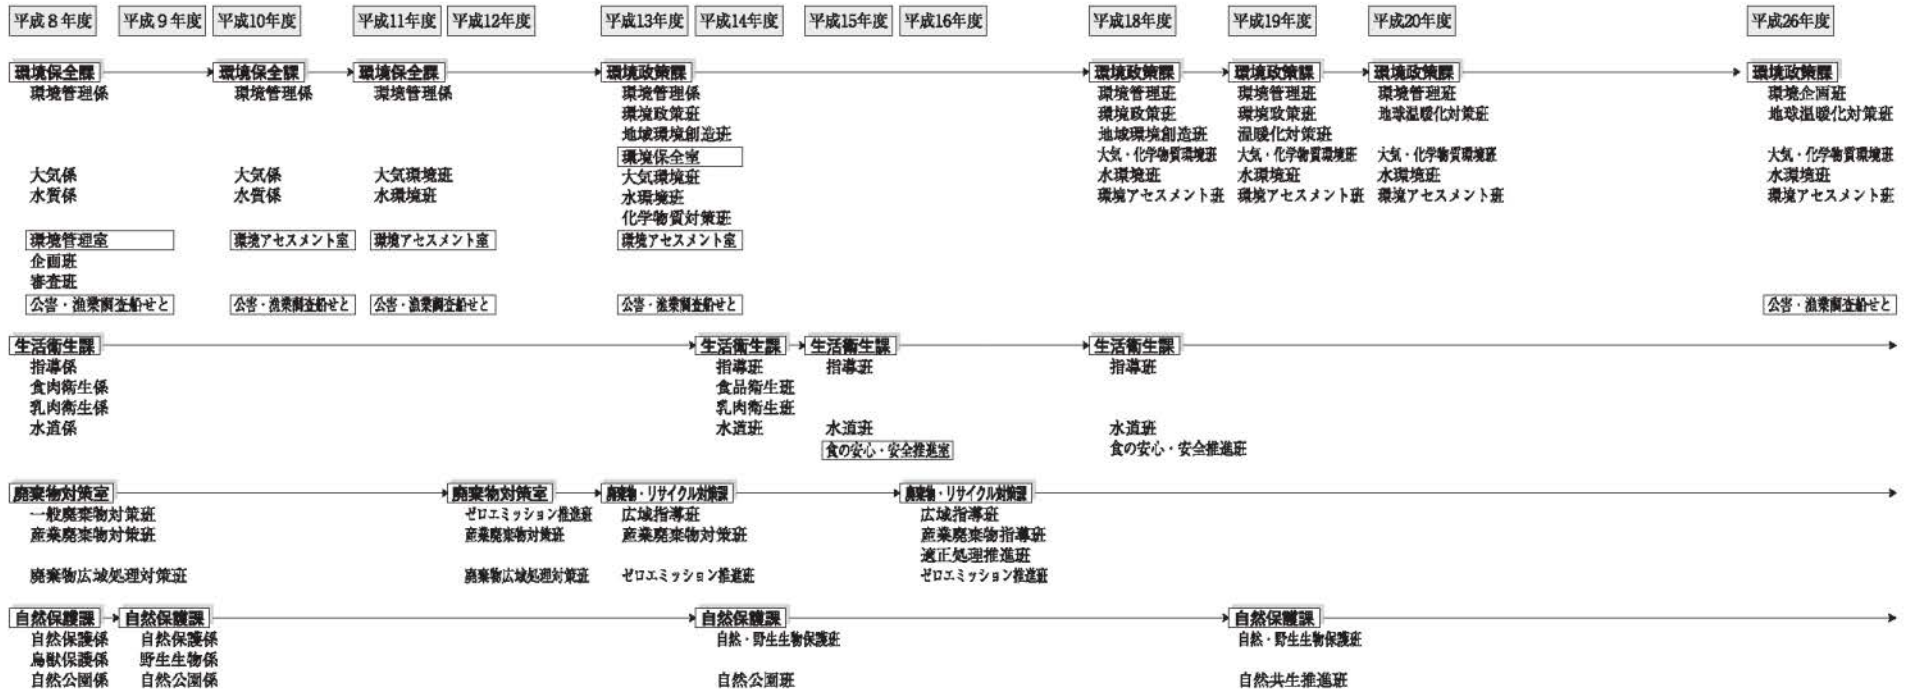 平成８年度 平成９年度 平成10年度 平成11年度 平成12年度 平成13年度 平成14年度 平成15年度 平成16年度 平成18年度 平成19年度 平成20年度 平成26年度
環境保全課 環境保全課 環境保全課 環境政策課 環境政策課 環境政策課 環境政策課 環境政策課
環境管理係 環境管理係 環境管理係 環境管理係 環境管理班 環境管理班 環境管理班 環境企画班
環境政策班 環境政策班 環境政策班 地球温暖化対策班 地球温暖化対策班
地域環境創造班 地域環境創造班 温暖化対策班
環境保全室 大気・化学物質環境班 大気・化学物質環境班 大気・化学物質環境班 大気・化学物質環境班
大気係 大気係 大気環境班 大気環境班 水環境班 水環境班 水環境班 水環境班
水質係 水質係 水環境班 水環境班 環境アセスメント班 環境アセスメント班 環境アセスメント班 環境アセスメント班
化学物質対策班
環境管理室 環境アセスメント室 環境アセスメント室 環境アセスメント室
企画班
審査班
公害・漁業調査船せと 公害・漁業調査船せと 公害・漁業調査船せと 公害・漁業調査船せと 公害・漁業調査船せと
生活衛生課 生活衛生課 生活衛生課 生活衛生課
指導係 指導班 指導班 指導班
食肉衛生係 食品衛生班
乳肉衛生係 乳肉衛生班
水道係 水道班 水道班 水道班
食の安心・安全推進室 食の安心・安全推進班
廃棄物対策室 廃棄物対策室 廃棄物・リサイクル対策課 廃棄物・リサイクル対策課
一般廃棄物対策班 ゼロエミッション推進班 広域指導班 広域指導班
産業廃棄物対策班 産業廃棄物対策班 産業廃棄物対策班 産業廃棄物指導班
適正処理推進班
廃棄物広域処理対策班 廃棄物広域処理対策班 ゼロエミッション推進班 ゼロエミッション推進班
自然保護課 自然保護課 自然保護課 自然保護課
自然保護係 自然保護係 自然・野生生物保護班 自然・野生生物保護班
鳥獣保護係 野生生物係
自然公園係 自然公園係 自然公園班 自然共生推進班